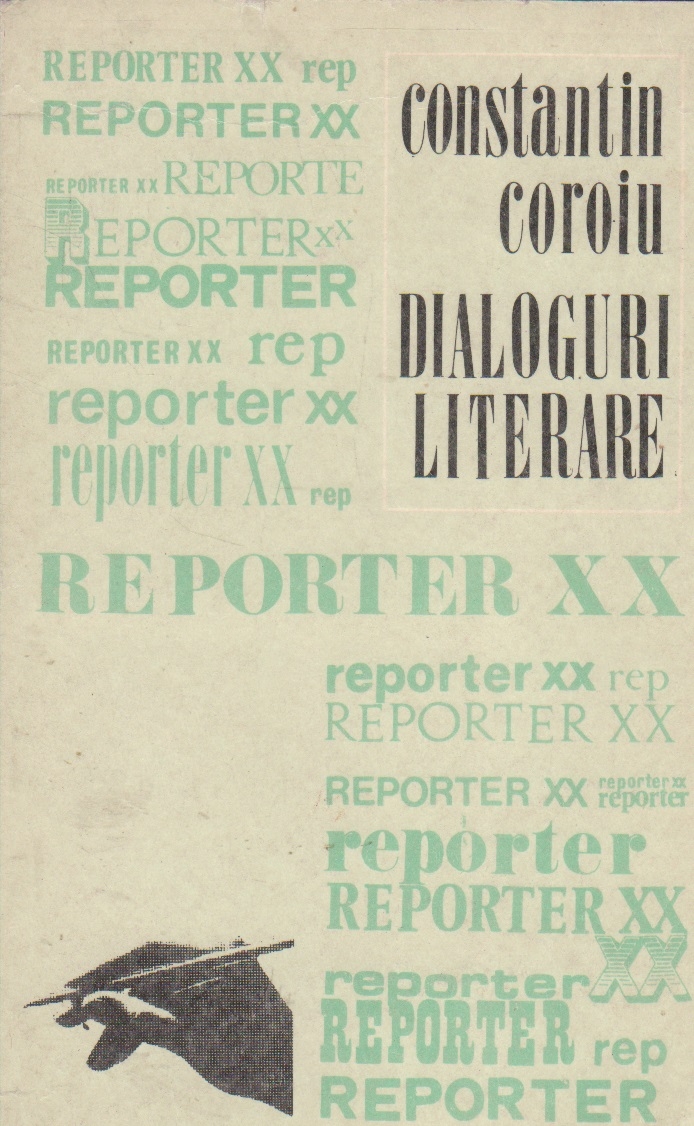 REPORTER XX rep
REPORTER XX
REPORTER XX REPORTE
REPORTER XX
REPORTER
REPORTER XX rep
reporter XX
reporter XX rep
constantin
coroiu
DIALOGURI
LITERARE
REPORTER XX
reporter XX rep
REPORTER XX
REPORTER XX reporter xx
reporter
reporter
REPORTER XX
XX
reporter
REPORTER rep
REPORTER